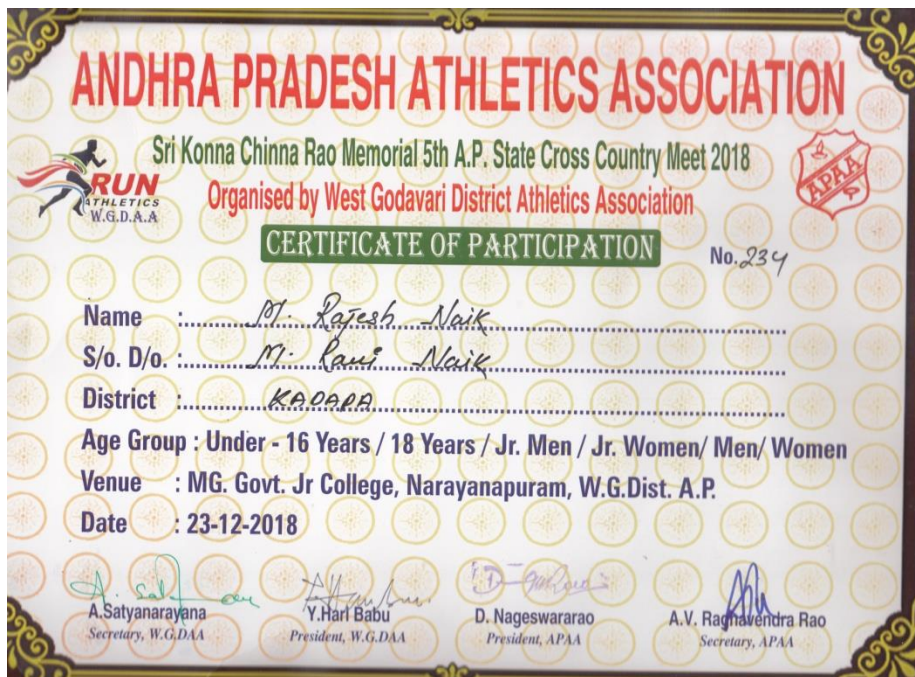 ANDHRA PRADESH ATHLETICS ASSOCIATION
Sri Konna Chinna Rao Memorial 5th A.P. State Cross Country Meet 2018
Organised by West Godavari District Athletics Association
RUN
ATHLETICS
W.G.D.A.A
APAA
CERTIFICATE OF PARTICIPATION
No. 234
Name : M. Rajesh Naik
S/o. D/o. : M. Ravi Naik
District : KADAPA
Age Group : Under - 16 Years / 18 Years / Jr. Men / Jr. Women/ Men/ Women
Venue : MG. Govt. Jr College, Narayanapuram, W.G.Dist. A.P.
Date : 23-12-2018
A.Satyanarayana Y.Hari Babu D. Nageswararao A.V. Raghavendra Rao
Secretary, W.G.DAA President, W.G.DAA President, APAA Secretary, APAA